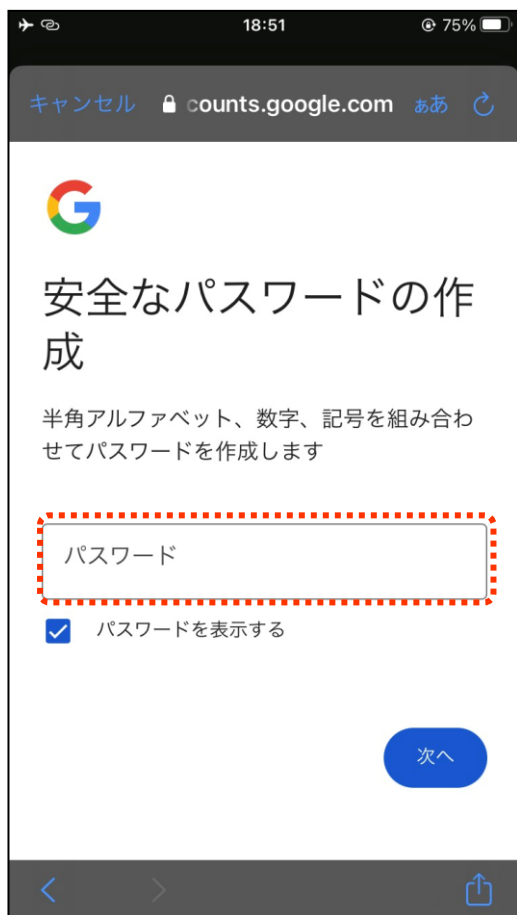 18:51
75%
キャンセル
counts.google.com
ぁあ
安全なパスワードの作
成
半角アルファベット、数字、記号を組み合わ
せてパスワードを作成します
パスワード
パスワードを表示する
次へ